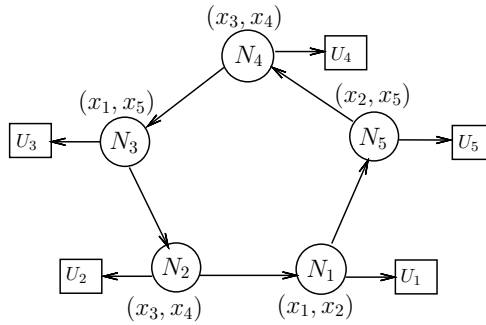 (x₃, x₄)
N₄
U₄
(x₁, x₅)
(x₂, x₅)
U₃
N₃
N₅
U₅
U₂
N₂
N₁
U₁
(x₃, x₄)
(x₁, x₂)